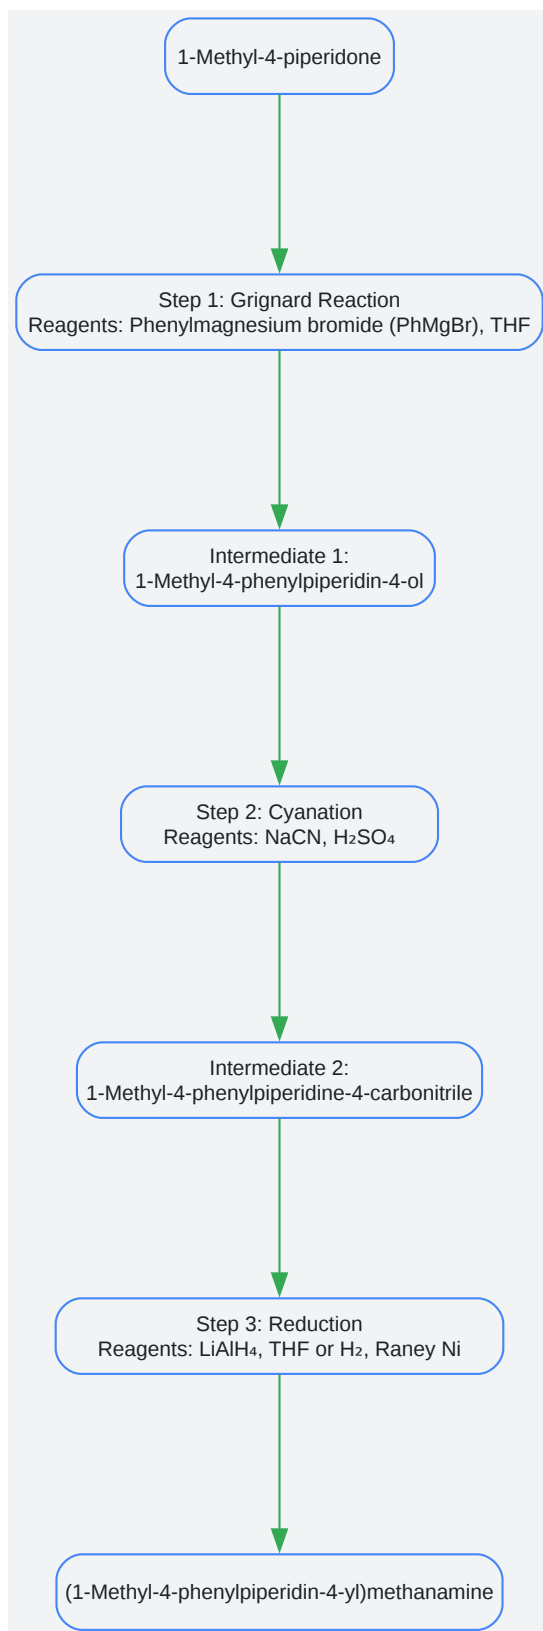 1-Methyl-4-piperidone
Step 1: Grignard Reaction
Reagents: Phenylmagnesium bromide (PhMgBr), THF
Intermediate 1:
1-Methyl-4-phenylpiperidin-4-ol
Step 2: Cyanation
Reagents: NaCN, H₂SO₄
Intermediate 2:
1-Methyl-4-phenylpiperidine-4-carbonitrile
Step 3: Reduction
Reagents: LiAlH₄, THF or H₂, Raney Ni
(1-Methyl-4-phenylpiperidin-4-yl)methanamine